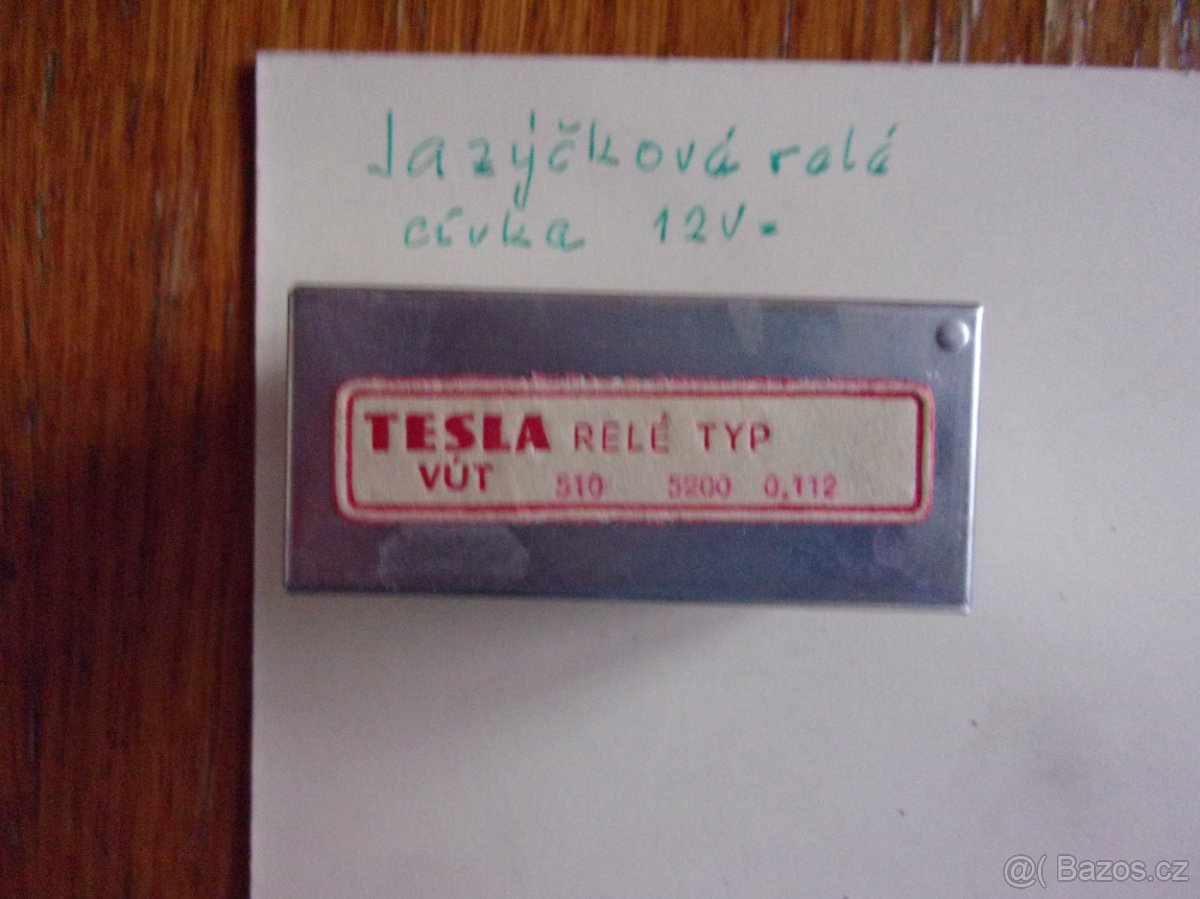 Jazýčková relé
cívka 12V=
TESLA RELÉ TYP
VÚT 510 5200 0,112
@( Bazos.cz